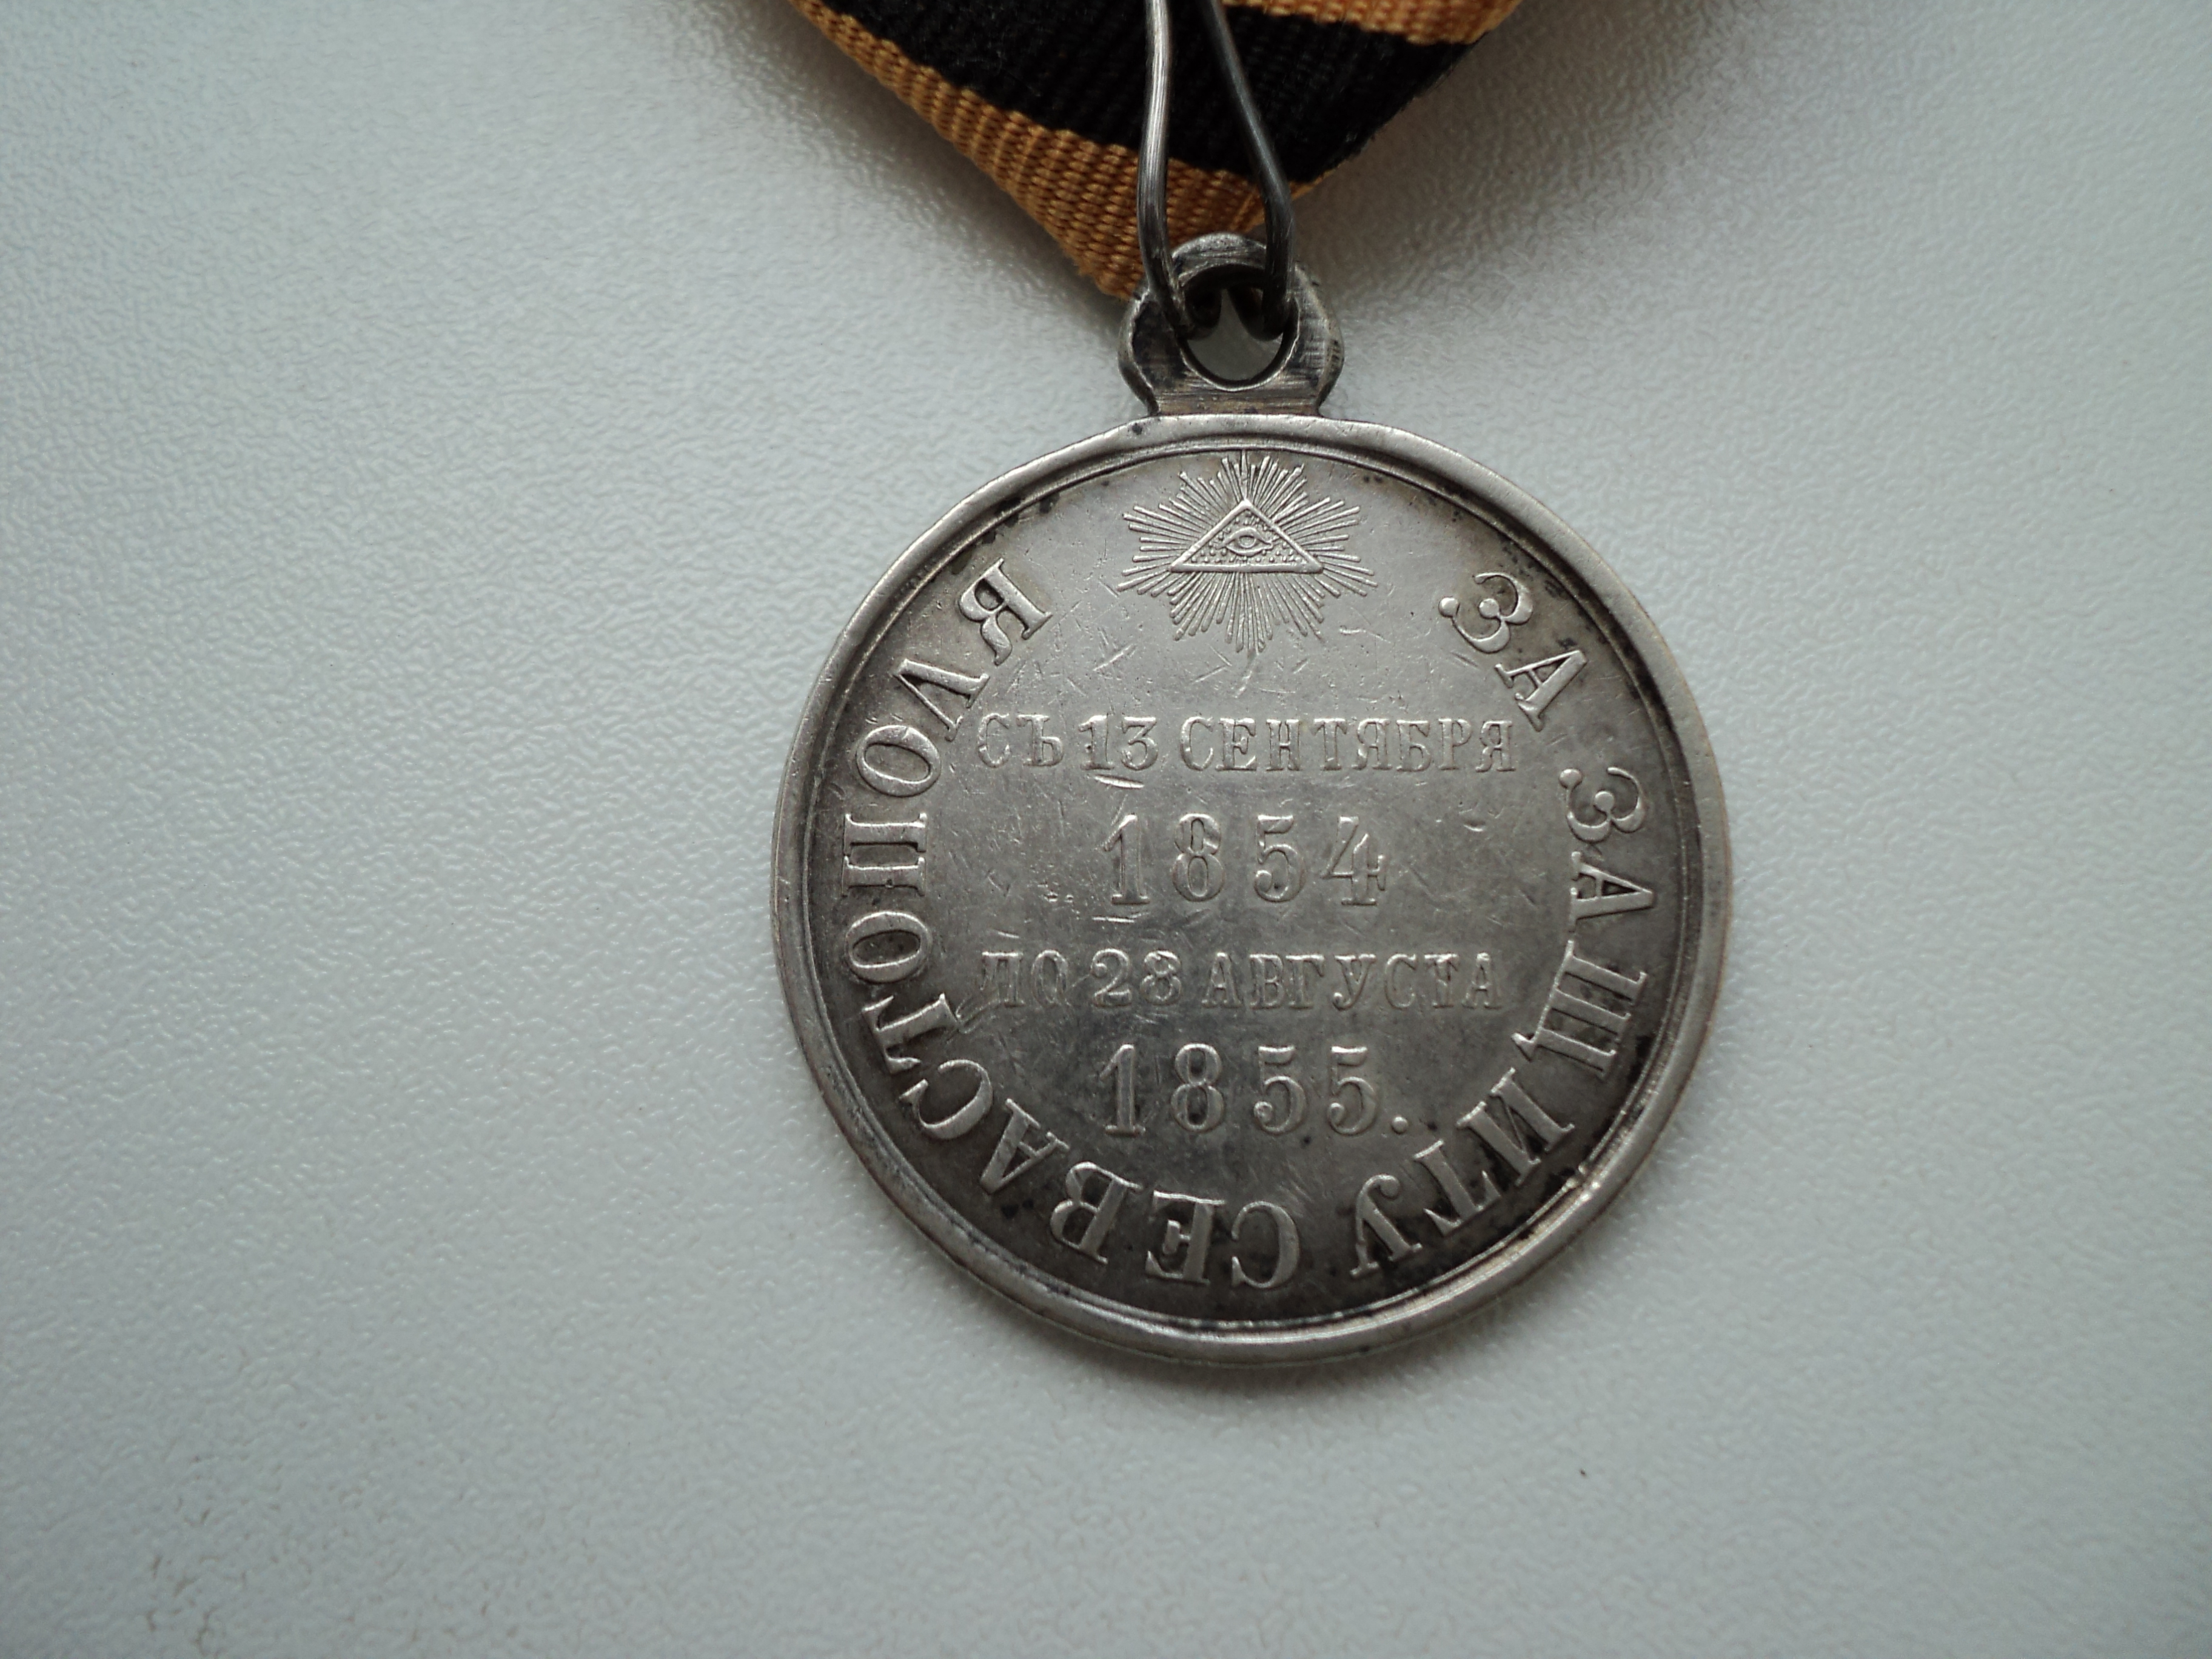 ЗА ЗАЩИТУ СЕВАСТОПОЛЯ
СЪ 13 СЕНТЯБРЯ
1854
ПО 28 АВГУСТА
1855.